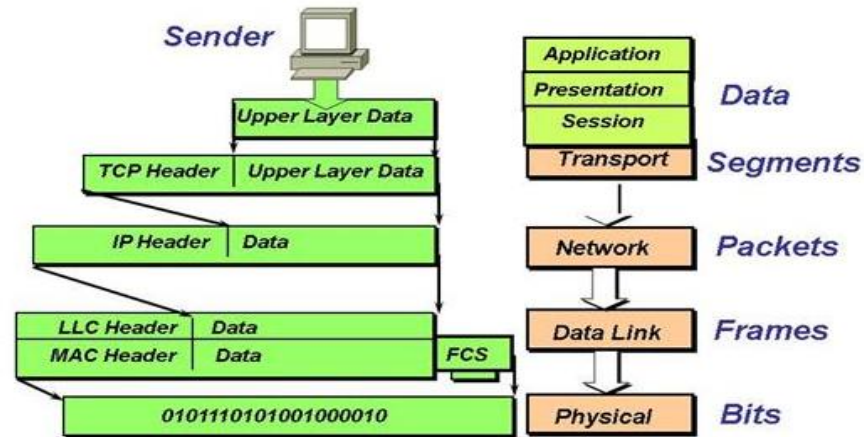 Sender
Upper Layer Data
TCP Header Upper Layer Data
IP Header Data
LLC Header Data
MAC Header Data FCS
0101110101001000010
Application
Presentation
Session
Data
Transport Segments
Network Packets
Data Link Frames
Physical Bits